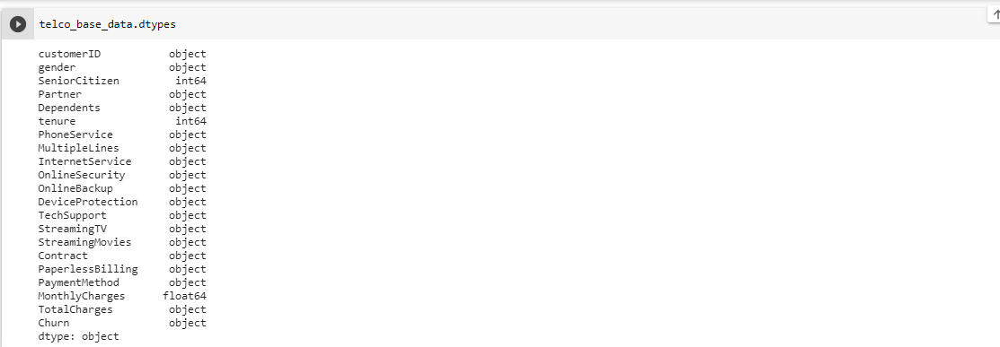 telco_base_data.dtypes
customerID object
gender object
SeniorCitizen int64
Partner object
Dependents object
tenure int64
PhoneService object
MultipleLines object
InternetService object
OnlineSecurity object
OnlineBackup object
DeviceProtection object
TechSupport object
StreamingTV object
StreamingMovies object
Contract object
PaperlessBilling object
PaymentMethod object
MonthlyCharges float64
TotalCharges object
Churn object
dtype: object